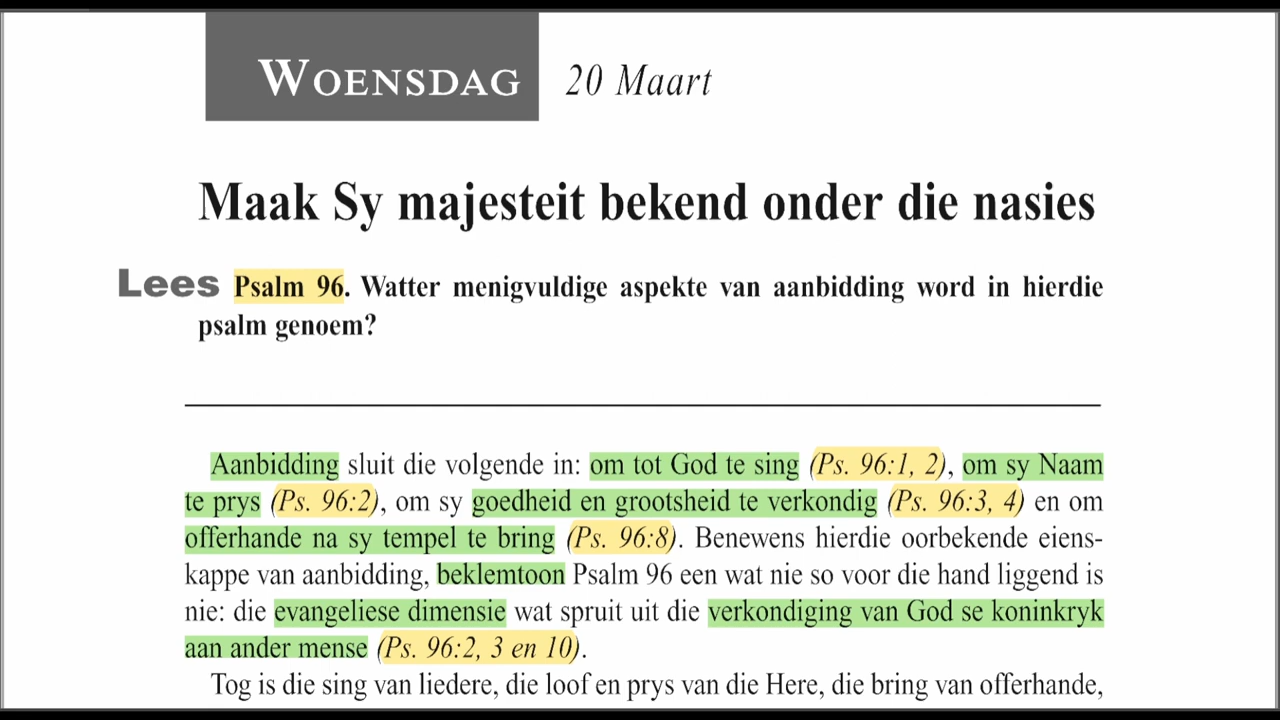 WOENSDAG 20 Maart
Maak Sy majesteit bekend onder die nasies
Lees Psalm 96. Watter menigvuldige aspekte van aanbidding word in hierdie
psalm genoem?
Aanbidding sluit die volgende in: om tot God te sing (Ps. 96:1, 2), om sy Naam
te prys (Ps. 96:2), om sy goedheid en grootsheid te verkondig (Ps. 96:3, 4) en om
offerhande na sy tempel te bring (Ps. 96:8). Benewens hierdie oorbekende eiens-
kappe van aanbidding, beklemtoon Psalm 96 een wat nie so voor die hand liggend is
nie: die evangeliese dimensie wat spruit uit die verkondiging van God se koninkryk
aan ander mense (Ps. 96:2, 3 en 10).
Tog is die sing van liedere, die loof en prys van die Here, die bring van offerhande,